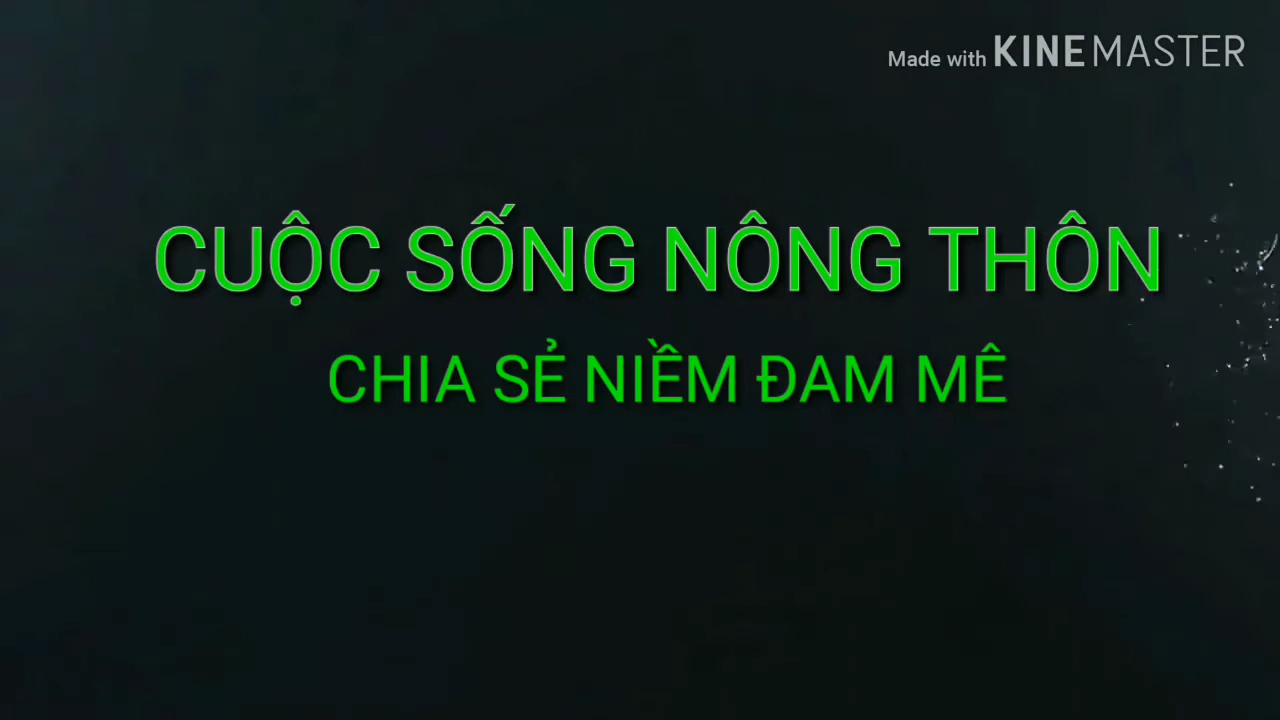 Made with KINEMASTER
CUỘC SỐNG NÔNG THÔN
CHIA SẺ NIỀM ĐAM MÊ